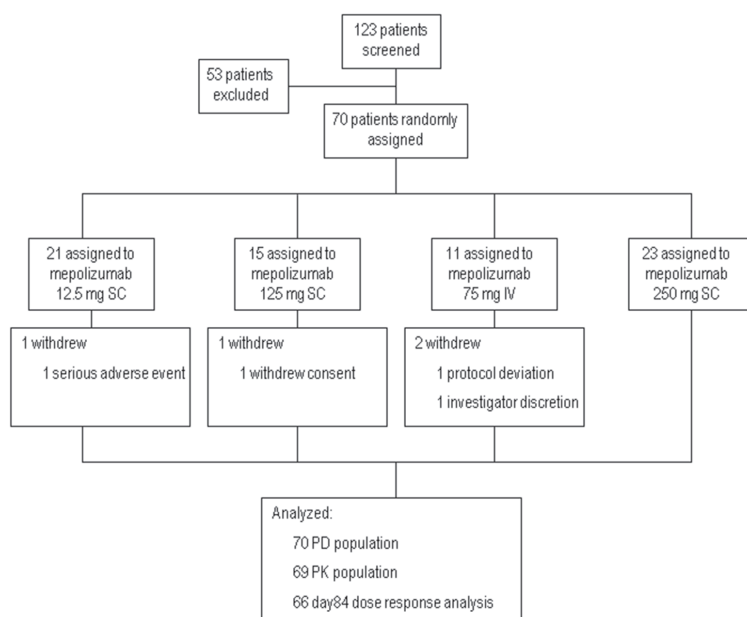 123 patients
screened
53 patients
excluded
70 patients randomly
assigned
21 assigned to
mepolizumab
12.5 mg SC
15 assigned to
mepolizumab
125 mg SC
11 assigned to
mepolizumab
75 mg IV
23 assigned to
mepolizumab
250 mg SC
1 withdrew
1 serious adverse event
1 withdrew
1 withdrew consent
2 withdrew
1 protocol deviation
1 investigator discretion
Analyzed:
70 PD population
69 PK population
66 day84 dose response analysis